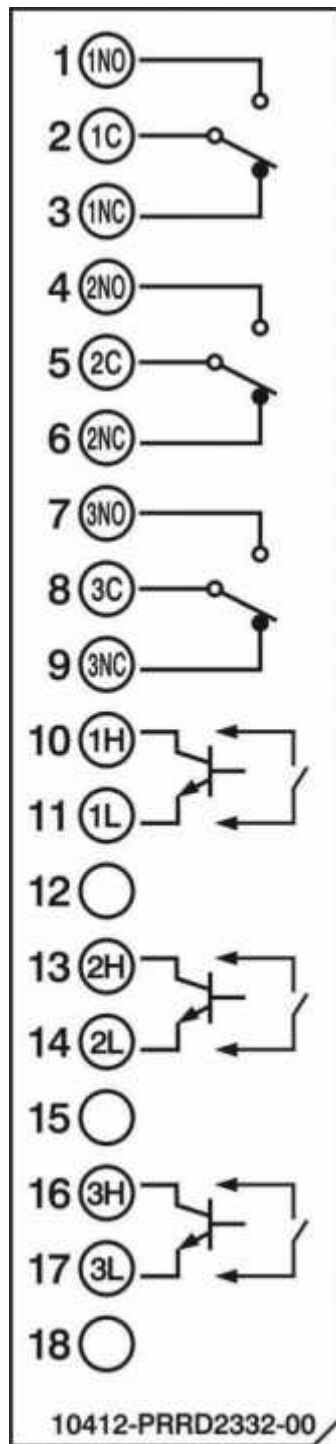 1 1NO
2 1C
3 1NC
4 2NO
5 2C
6 2NC
7 3NO
8 3C
9 3NC
10 1H
11 1L
12
13 2H
14 2L
15
16 3H
17 3L
18
10412-PRRD2332-00